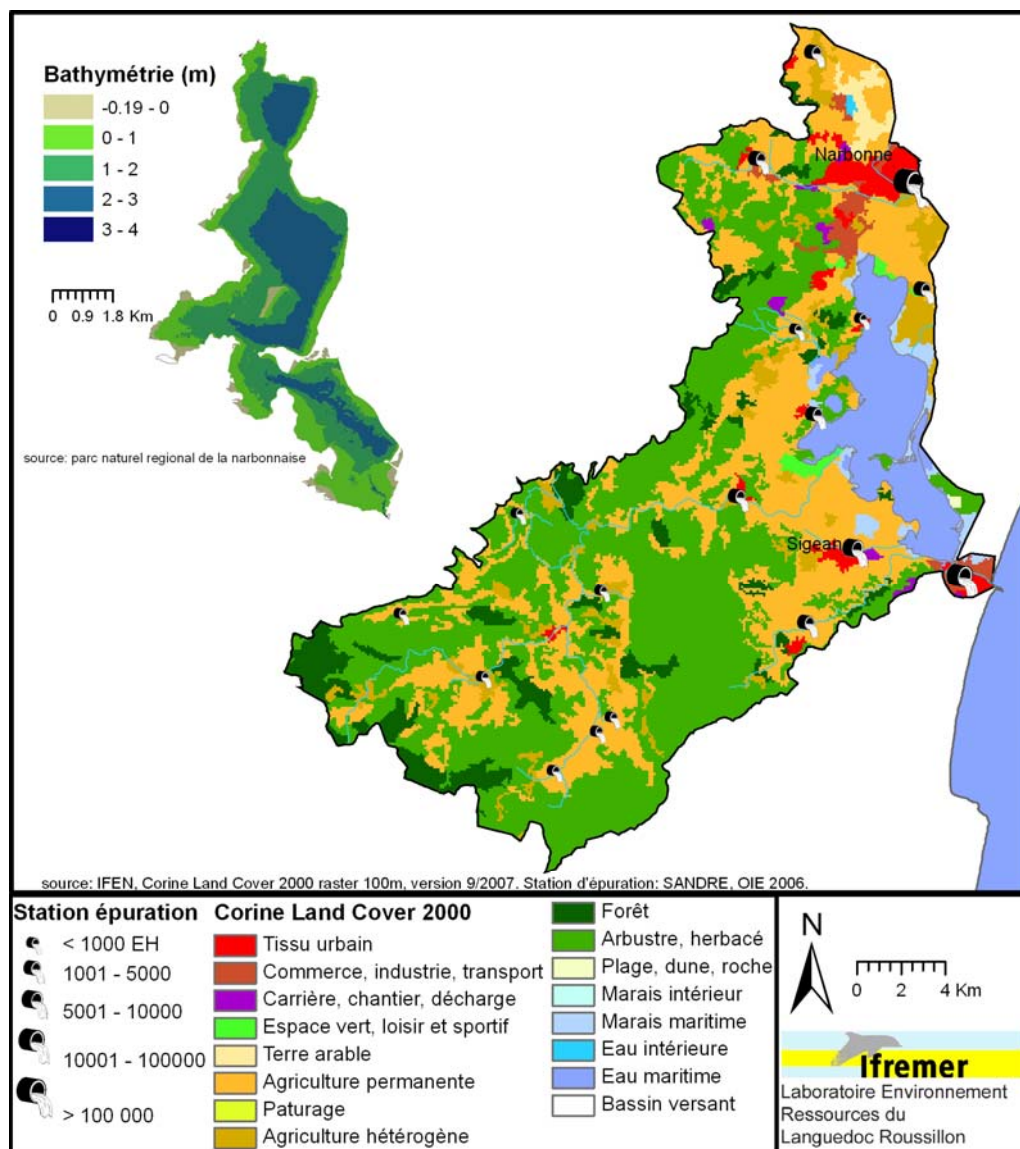 Bathymétrie (m)
-0.19 - 0
0 - 1
1 - 2
2 - 3
3 - 4
0 0.9 1.8 Km
source: parc naturel regional de la narbonnaise
Narbonne
Sigean
source: IFEN, Corine Land Cover 2000 raster 100m, version 9/2007. Station d'épuration: SANDRE, OIE 2006.
Station épuration
< 1000 EH
1001 - 5000
5001 - 10000
10001 - 100000
> 100 000
Corine Land Cover 2000
Tissu urbain
Commerce, industrie, transport
Carrière, chantier, décharge
Espace vert, loisir et sportif
Terre arable
Agriculture permanente
Paturage
Agriculture hétérogène
Forêt
Arbustre, herbacé
Plage, dune, roche
Marais intérieur
Marais maritime
Eau intérieure
Eau maritime
Bassin versant
N
0 2 4 Km
Ifremer
Laboratoire Environnement
Ressources du
Languedoc Roussillon